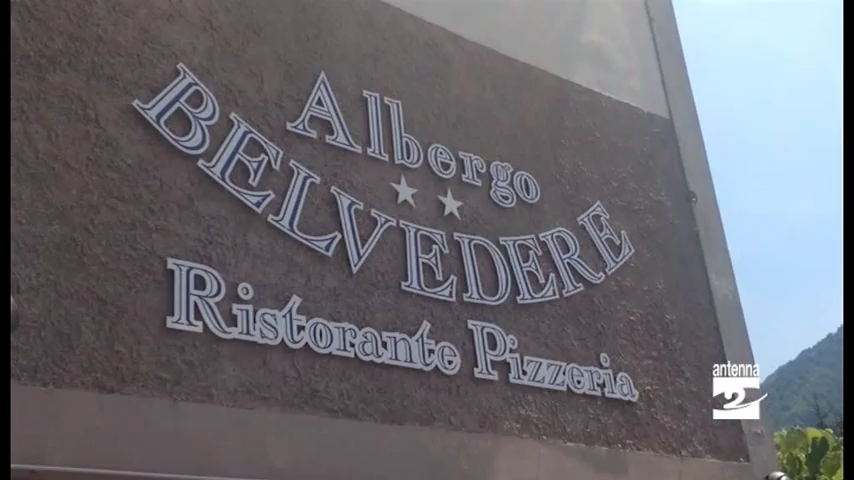 Albergo
BELVEDERE
Ristorante Pizzeria
antenna
2